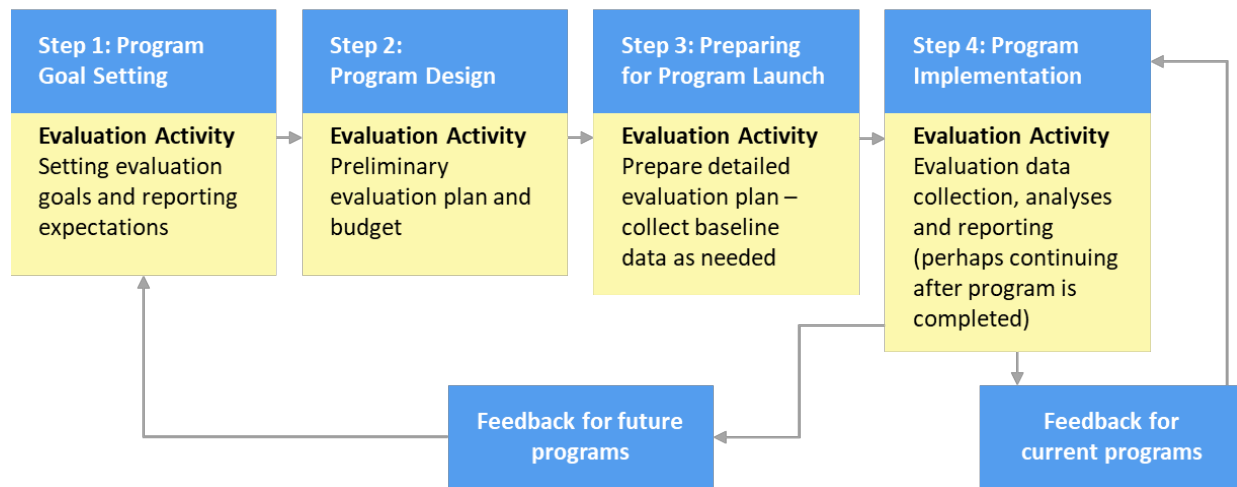 Step 1: Program
Goal Setting
Evaluation Activity
Setting evaluation
goals and reporting
expectations
Step 2:
Program Design
Evaluation Activity
Preliminary
evaluation plan and
budget
Step 3: Preparing
for Program Launch
Evaluation Activity
Prepare detailed
evaluation plan –
collect baseline
data as needed
Step 4: Program
Implementation
Evaluation Activity
Evaluation data
collection, analyses
and reporting
(perhaps continuing
after program is
completed)
Feedback for future
programs
Feedback for
current programs